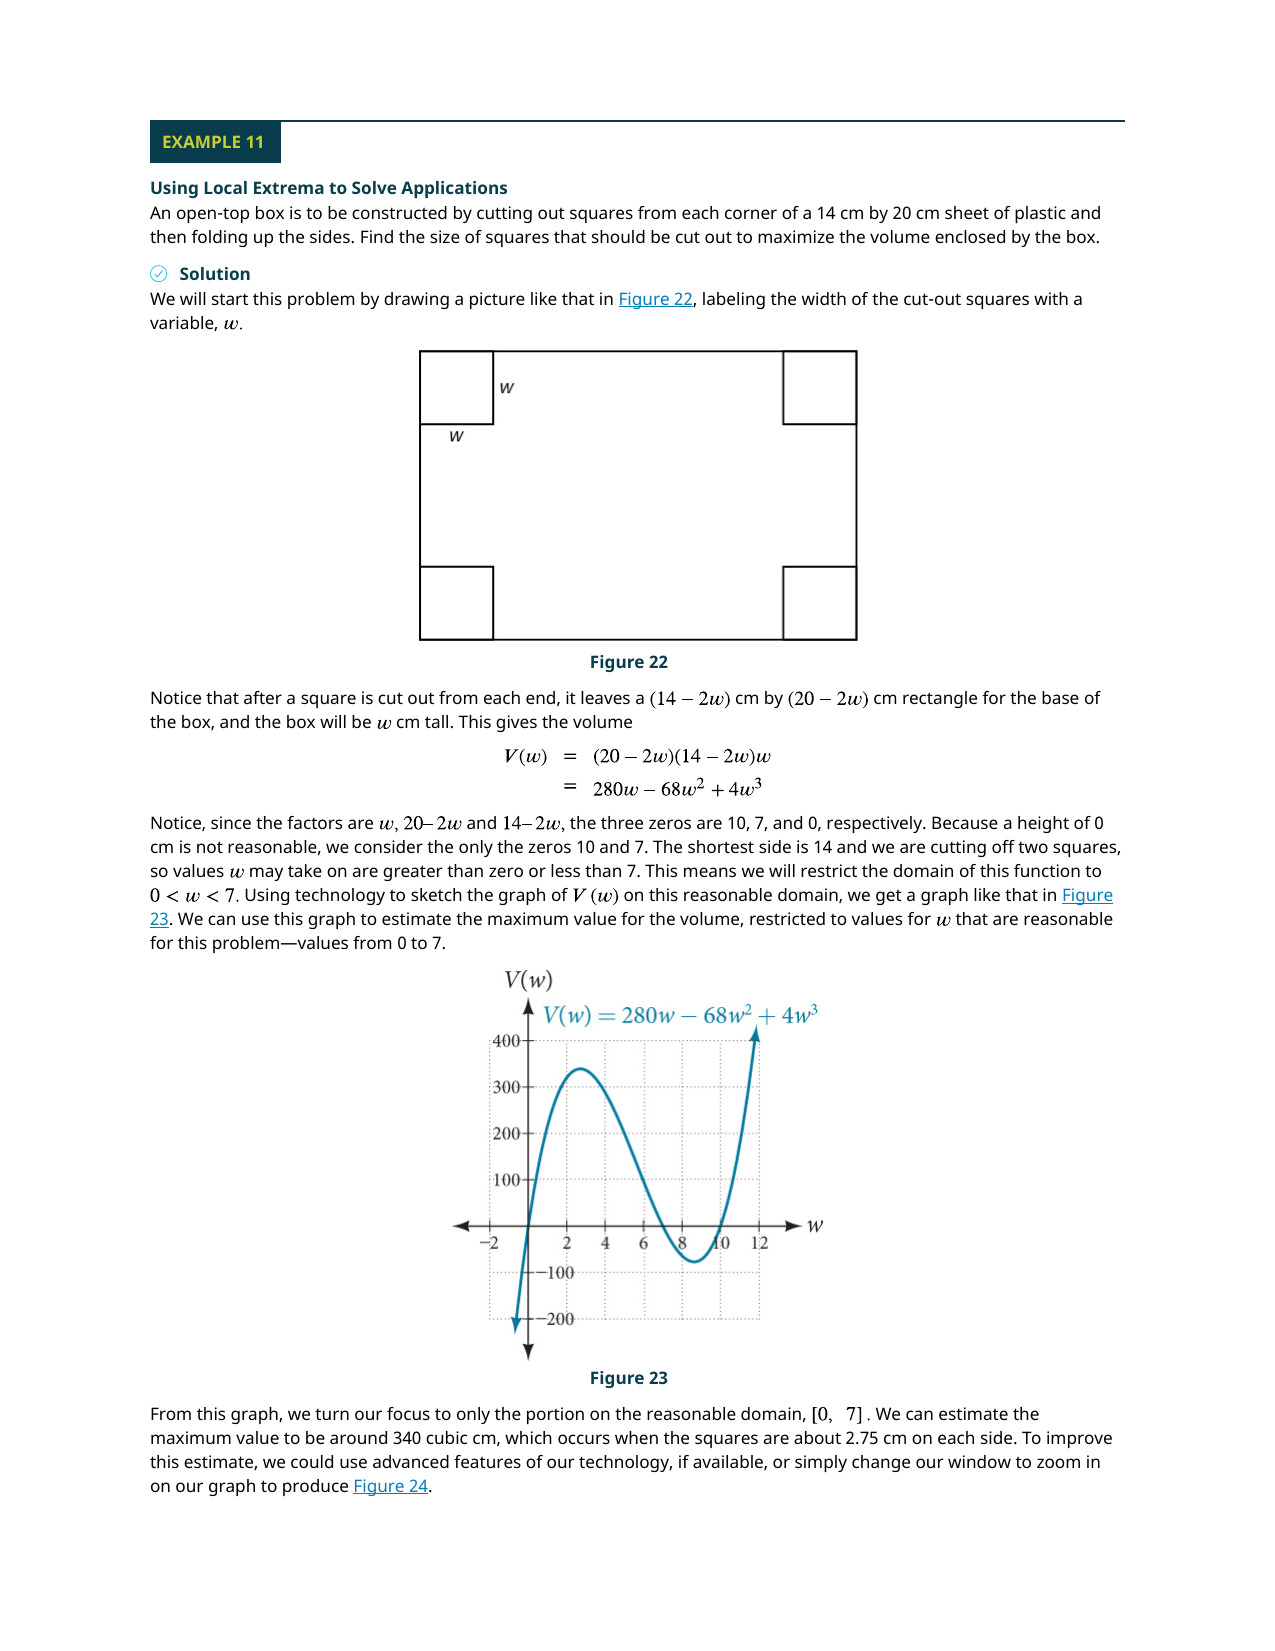 EXAMPLE 11
Using Local Extrema to Solve Applications
An open-top box is to be constructed by cutting out squares from each corner of a 14 cm by 20 cm sheet of plastic and
then folding up the sides. Find the size of squares that should be cut out to maximize the volume enclosed by the box.
Solution
We will start this problem by drawing a picture like that in Figure 22, labeling the width of the cut-out squares with a
variable, w.
w
w
Figure 22
Notice that after a square is cut out from each end, it leaves a (14 − 2w) cm by (20 − 2w) cm rectangle for the base of
the box, and the box will be w cm tall. This gives the volume
V(w) = (20 − 2w)(14 − 2w)w
= 280w − 68w² + 4w³
Notice, since the factors are w, 20– 2w and 14– 2w, the three zeros are 10, 7, and 0, respectively. Because a height of 0
cm is not reasonable, we consider the only the zeros 10 and 7. The shortest side is 14 and we are cutting off two squares,
so values w may take on are greater than zero or less than 7. This means we will restrict the domain of this function to
0 < w < 7. Using technology to sketch the graph of V (w) on this reasonable domain, we get a graph like that in Figure
23. We can use this graph to estimate the maximum value for the volume, restricted to values for w that are reasonable
for this problem—values from 0 to 7.
V(w)
V(w) = 280w − 68w² + 4w³
400
300
200
100
w
−2 2 4 6 8 10 12
−100
−200
Figure 23
From this graph, we turn our focus to only the portion on the reasonable domain, [0, 7] . We can estimate the
maximum value to be around 340 cubic cm, which occurs when the squares are about 2.75 cm on each side. To improve
this estimate, we could use advanced features of our technology, if available, or simply change our window to zoom in
on our graph to produce Figure 24.